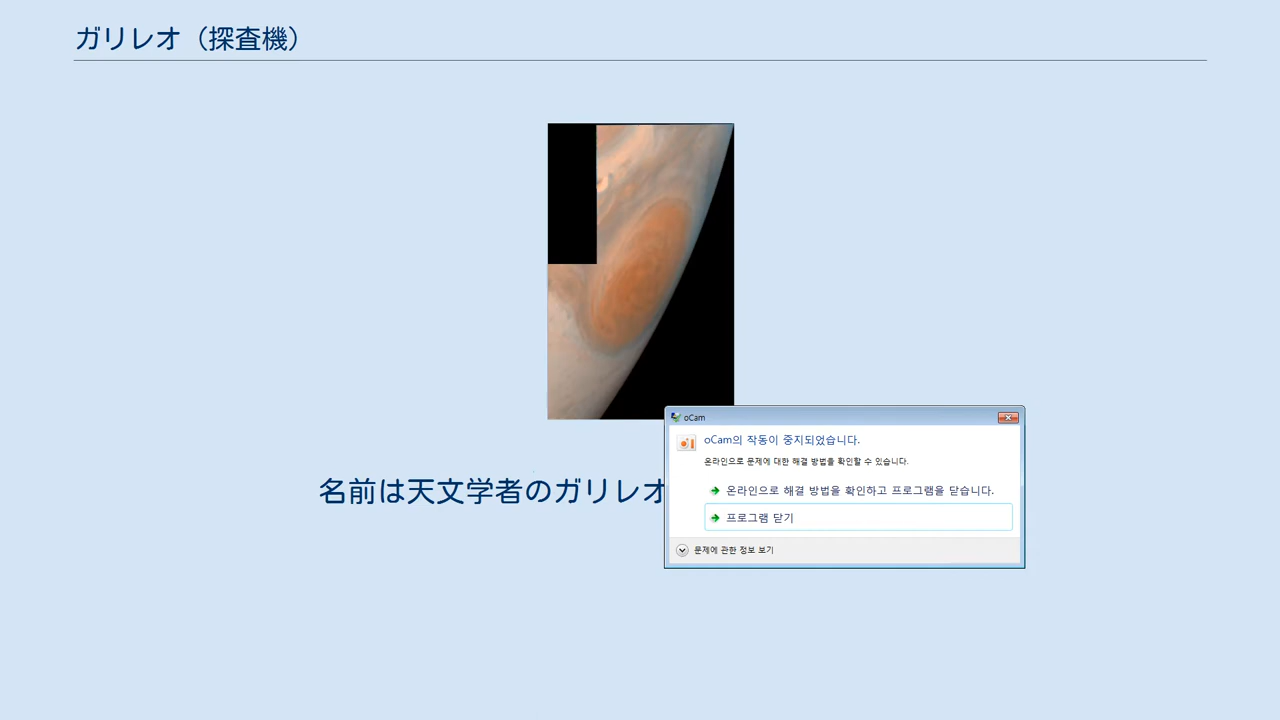 ガリレオ（探査機）
名前は天文学者のガリレオ
oCam
oCam의 작동이 중지되었습니다.
온라인으로 문제에 대한 해결 방법을 확인할 수 있습니다.
온라인으로 해결 방법을 확인하고 프로그램을 닫습니다.
프로그램 닫기
문제에 관한 정보 보기